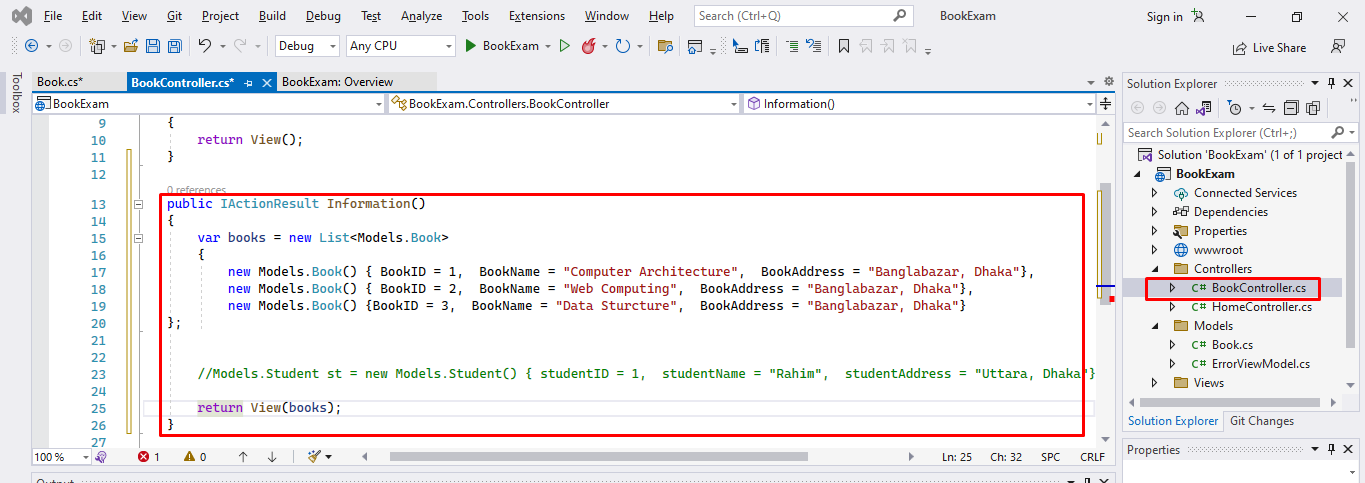 File Edit View Git Project Build Debug Test Analyze Tools Extensions Window Help Search (Ctrl+Q) BookExam Sign in
Debug Any CPU BookExam Live Share
Toolbox
Book.cs* BookController.cs* BookExam: Overview
BookExam BookExam.Controllers.BookController Information()
9 {
10 return View();
11 }
12
0 references
13 public IActionResult Information()
14 {
15 var books = new List<Models.Book>
16 {
17 new Models.Book() { BookID = 1, BookName = "Computer Architecture", BookAddress = "Banglabazar, Dhaka"},
18 new Models.Book() { BookID = 2, BookName = "Web Computing", BookAddress = "Banglabazar, Dhaka"},
19 new Models.Book() {BookID = 3, BookName = "Data Sturcture", BookAddress = "Banglabazar, Dhaka"}
20 };
21
22
23 //Models.Student st = new Models.Student() { studentID = 1, studentName = "Rahim", studentAddress = "Uttara, Dhaka"}
24
25 return View(books);
26 }
27
100 % 1 0 Ln: 25 Ch: 32 SPC CRLF
Output
Solution Explorer
Search Solution Explorer (Ctrl+;)
Solution 'BookExam' (1 of 1 project
BookExam
Connected Services
Dependencies
Properties
wwwroot
Controllers
C# BookController.cs
C# HomeController.cs
Models
C# Book.cs
C# ErrorViewModel.cs
Views
Solution Explorer Git Changes
Properties